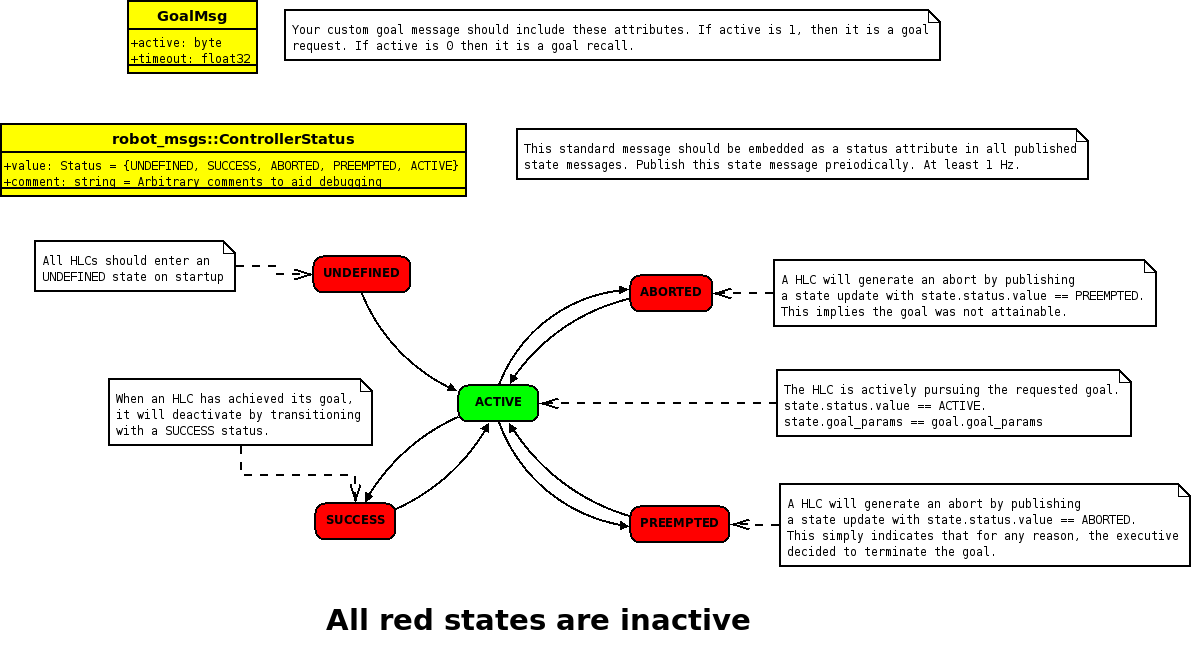 GoalMsg
+active: byte
+timeout: float32
Your custom goal message should include these attributes. If active is 1, then it is a goal
request. If active is 0 then it is a goal recall.
robot_msgs::ControllerStatus
+value: Status = {UNDEFINED, SUCCESS, ABORTED, PREEMPTED, ACTIVE}
+comment: string = Arbitrary comments to aid debugging
This standard message should be embedded as a status attribute in all published
state messages. Publish this state message preiodically. At least 1 Hz.
All HLCs should enter an
UNDEFINED state on startup
UNDEFINED
ABORTED
A HLC will generate an abort by publishing
a state update with state.status.value == PREEMPTED.
This implies the goal was not attainable.
When an HLC has achieved its goal,
it will deactivate by transitioning
with a SUCCESS status.
ACTIVE
The HLC is actively pursuing the requested goal.
state.status.value == ACTIVE.
state.goal_params == goal.goal_params
SUCCESS
PREEMPTED
A HLC will generate an abort by publishing
a state update with state.status.value == ABORTED.
This simply indicates that for any reason, the executive
decided to terminate the goal.
All red states are inactive